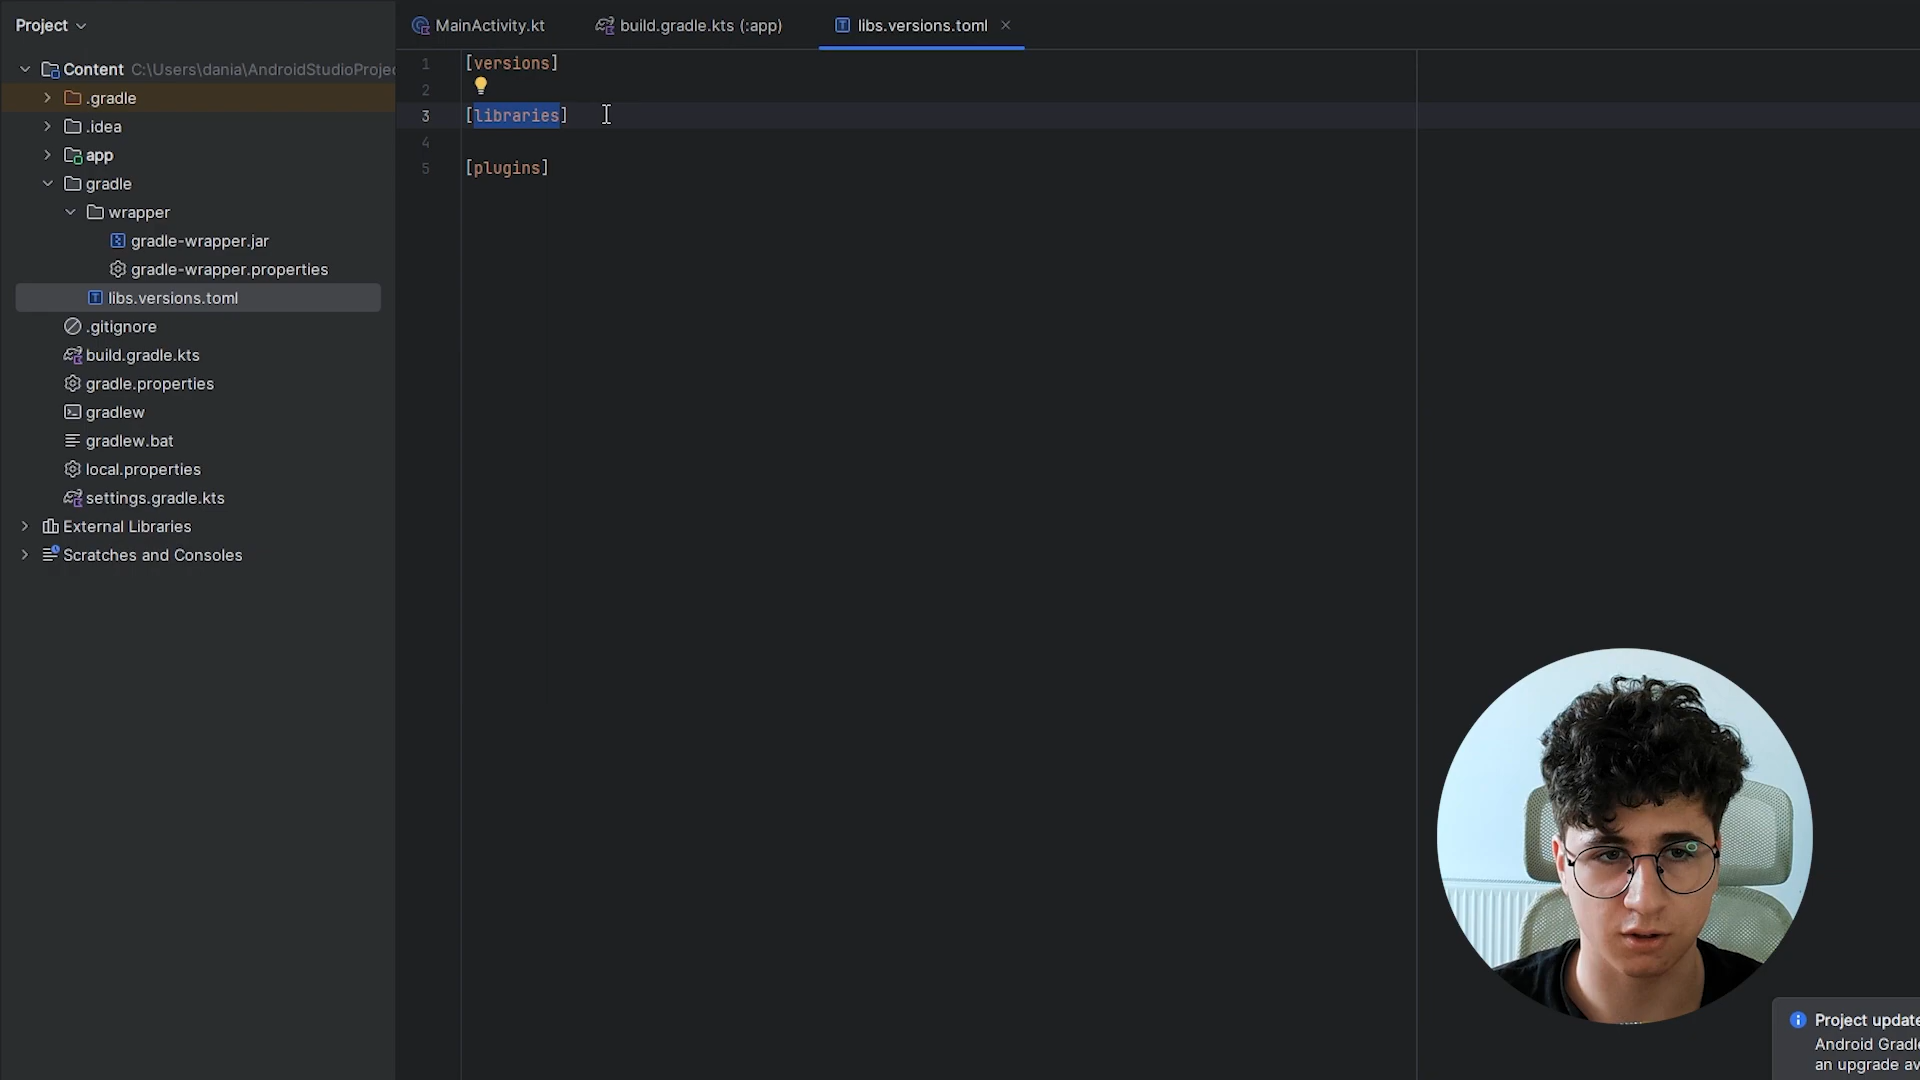 Project
MainActivity.kt
build.gradle.kts (:app)
libs.versions.toml
Content C:\Users\dania\AndroidStudioProjec
.gradle
.idea
app
gradle
wrapper
gradle-wrapper.jar
gradle-wrapper.properties
libs.versions.toml
.gitignore
build.gradle.kts
gradle.properties
gradlew
gradlew.bat
local.properties
settings.gradle.kts
External Libraries
Scratches and Consoles
1 [versions]
2
3 [libraries]
4
5 [plugins]
Project update
Android Gradle
an upgrade av